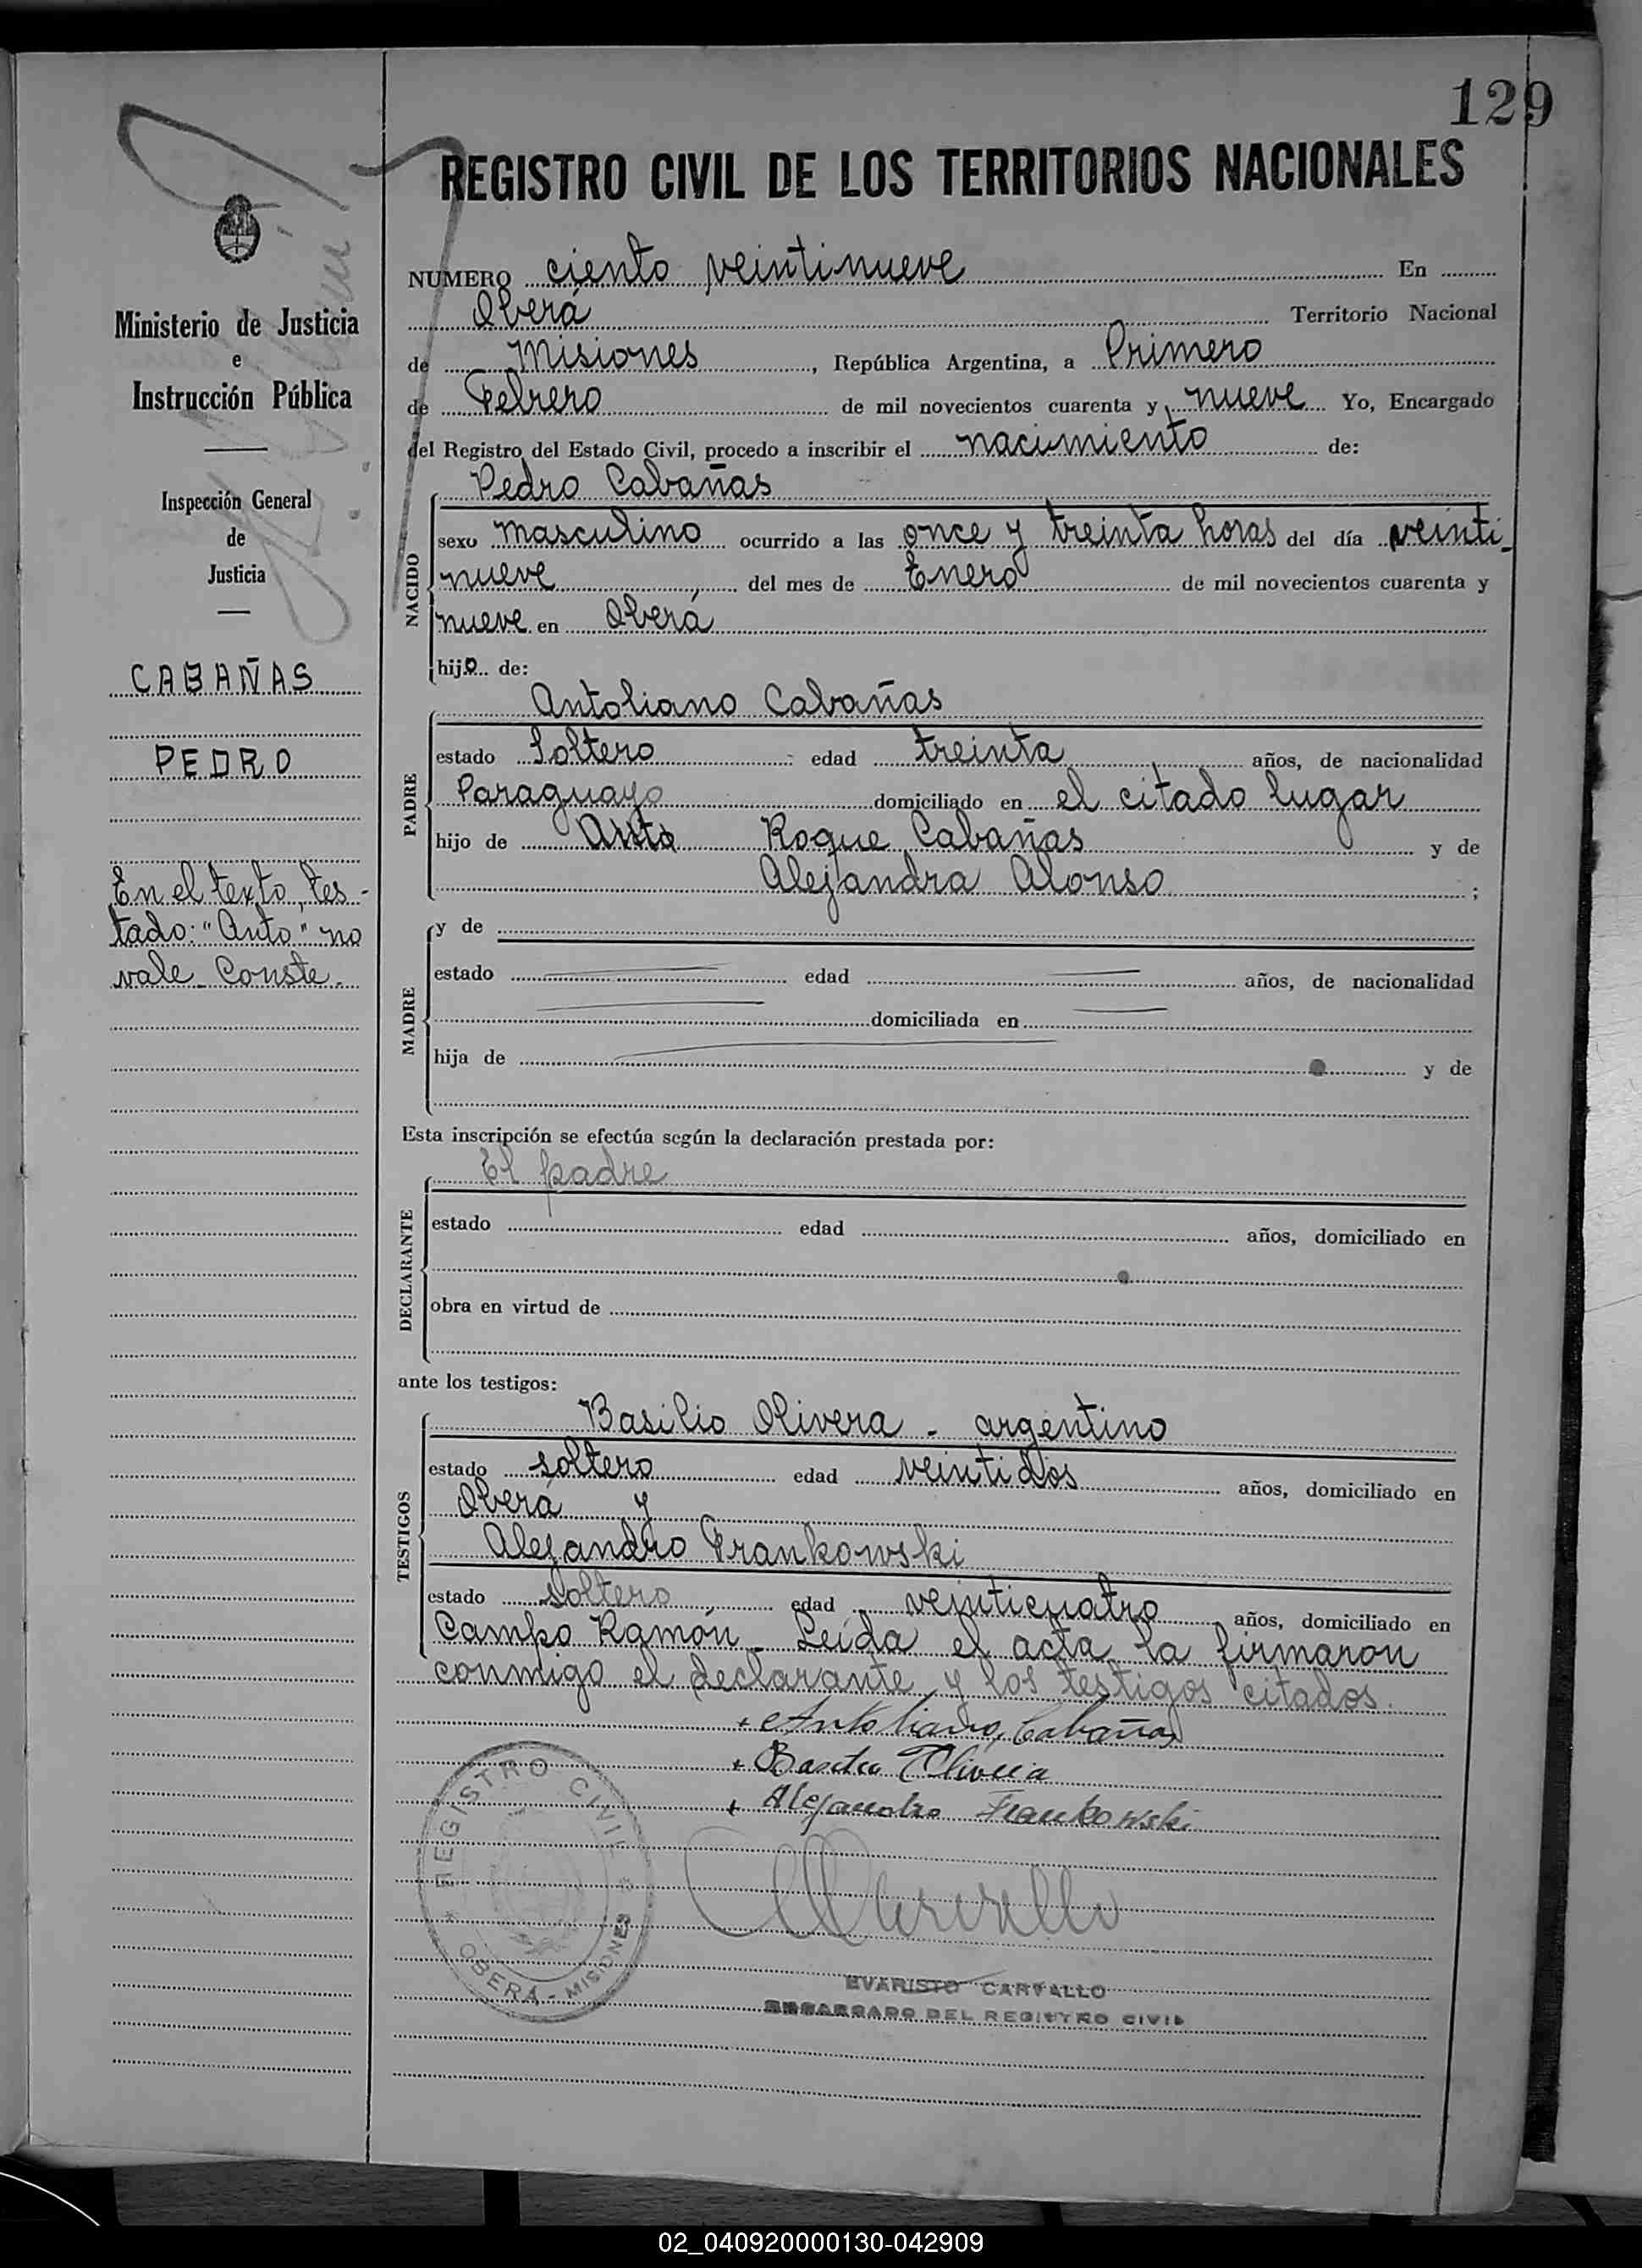 129
REGISTRO CIVIL DE LOS TERRITORIOS NACIONALES
Ministerio de Justicia
e
Instrucción Pública
Inspección General
de
Justicia
CABAÑAS
PEDRO
En el texto, tes-
tado: "Anto" no
vale. Conste.
NUMERO ciento veintinueve En
Oberá Territorio Nacional
de Misiones, República Argentina, a Primero
de Febrero de mil novecientos cuarenta y nueve Yo, Encargado
del Registro del Estado Civil, procedo a inscribir el nacimiento de:
NACIDO
Pedro Cabañas
sexo masculino ocurrido a las once y treinta horas del día veinti-
nueve del mes de Enero de mil novecientos cuarenta y
nueve en Oberá
hijo de:
PADRE
Antoliano Cabañas
estado Soltero edad treinta años, de nacionalidad
Paraguayo domiciliado en el citado lugar
hijo de Anto Roque Cabañas y de
Alejandra Alonso ;
MADRE
y de
estado edad años, de nacionalidad
domiciliada en
hija de y de
Esta inscripción se efectúa según la declaración prestada por:
DECLARANTE
El padre
estado edad años, domiciliado en
obra en virtud de
ante los testigos:
TESTIGOS
Basilio Olivera - argentino
estado soltero edad veintidos años, domiciliado en
Oberá y
Alejandro Frankowski
estado soltero edad veinticuatro años, domiciliado en
Campo Ramón - Leída el acta la firmaron
conmigo el declarante y los testigos citados.
+ Antoliano Cabañas
+ Basilio Olivera
+ Alejandro Frankowski
REGISTRO CIVIL
OBERA - MISIONES
EVARISTO CARVALLO
ENCARGADO DEL REGISTRO CIVIL
02_040920000130-042909